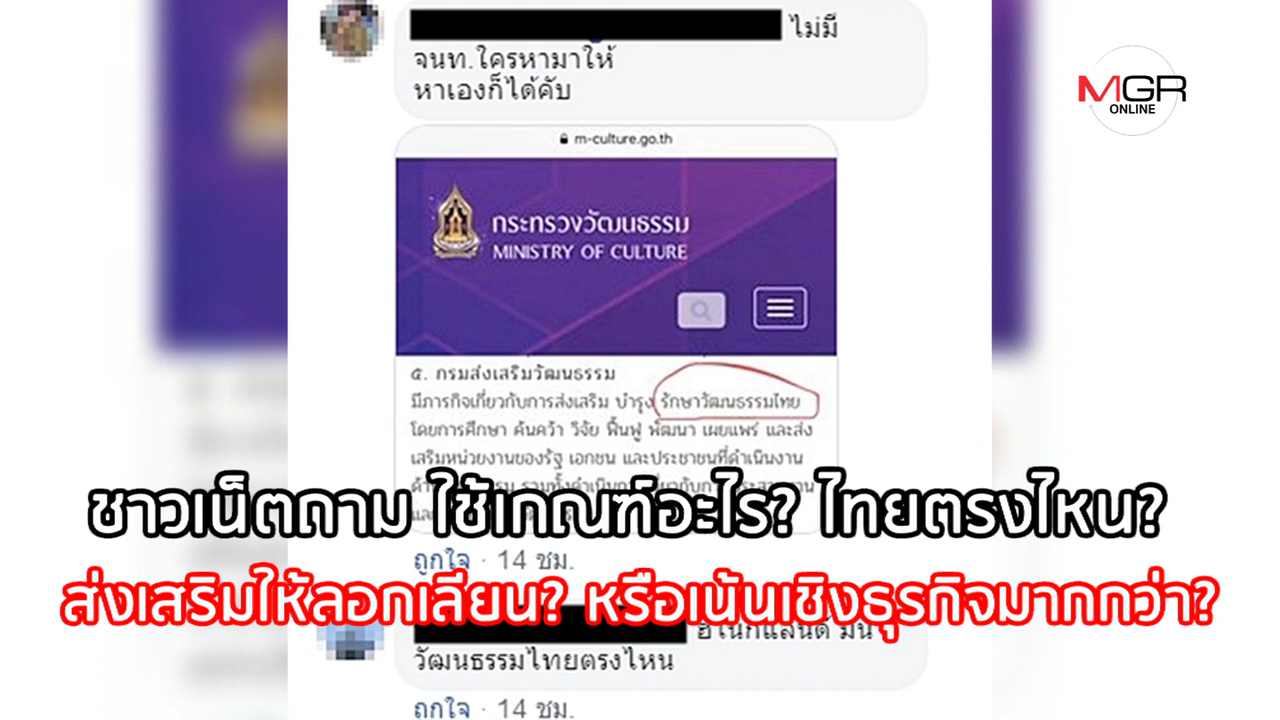 ไม่มี
จนท.ใครหามาให้
หาเองก็ได้คับ
MGR
ONLINE
m-culture.go.th
กระทรวงวัฒนธรรม
MINISTRY OF CULTURE
๕. กรมส่งเสริมวัฒนธรรม
มีภารกิจเกี่ยวกับการส่งเสริม บำรุง รักษาวัฒนธรรมไทย
โดยการศึกษา ค้นคว้า วิจัย ฟื้นฟู พัฒนา เผยแพร่ และส่ง
เสริมหน่วยงานของรัฐ เอกชน และประชาชนที่ดำเนินงาน
ชาวเน็ตถาม ใช้เกณฑ์อะไร? ไทยตรงไหน?
ถูกใจ · 14 ชม.
ส่งเสริมให้ลอกเลียน? หรือเน้นเชิงธุรกิจมากกว่า?
วัฒนธรรมไทยตรงไหน
ถูกใจ · 14 ชม.